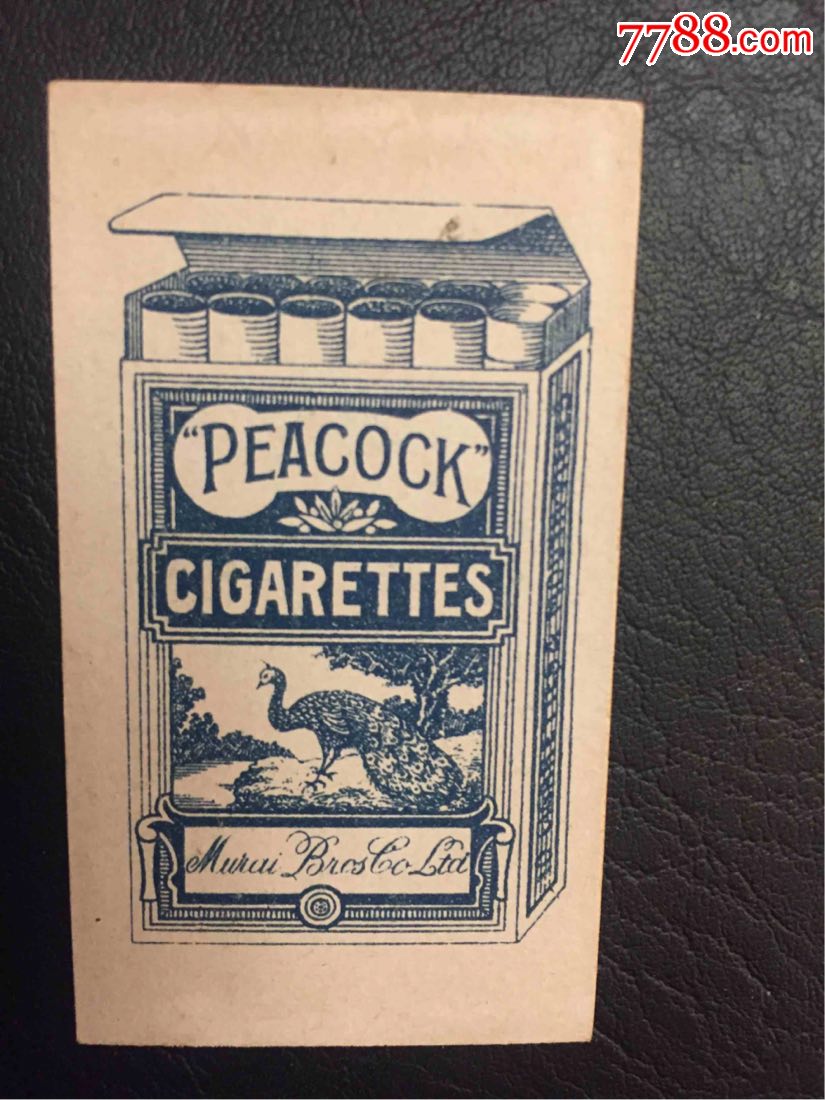 7788.com
"PEACOCK"
CIGARETTES
Murai Bros Co Ltd